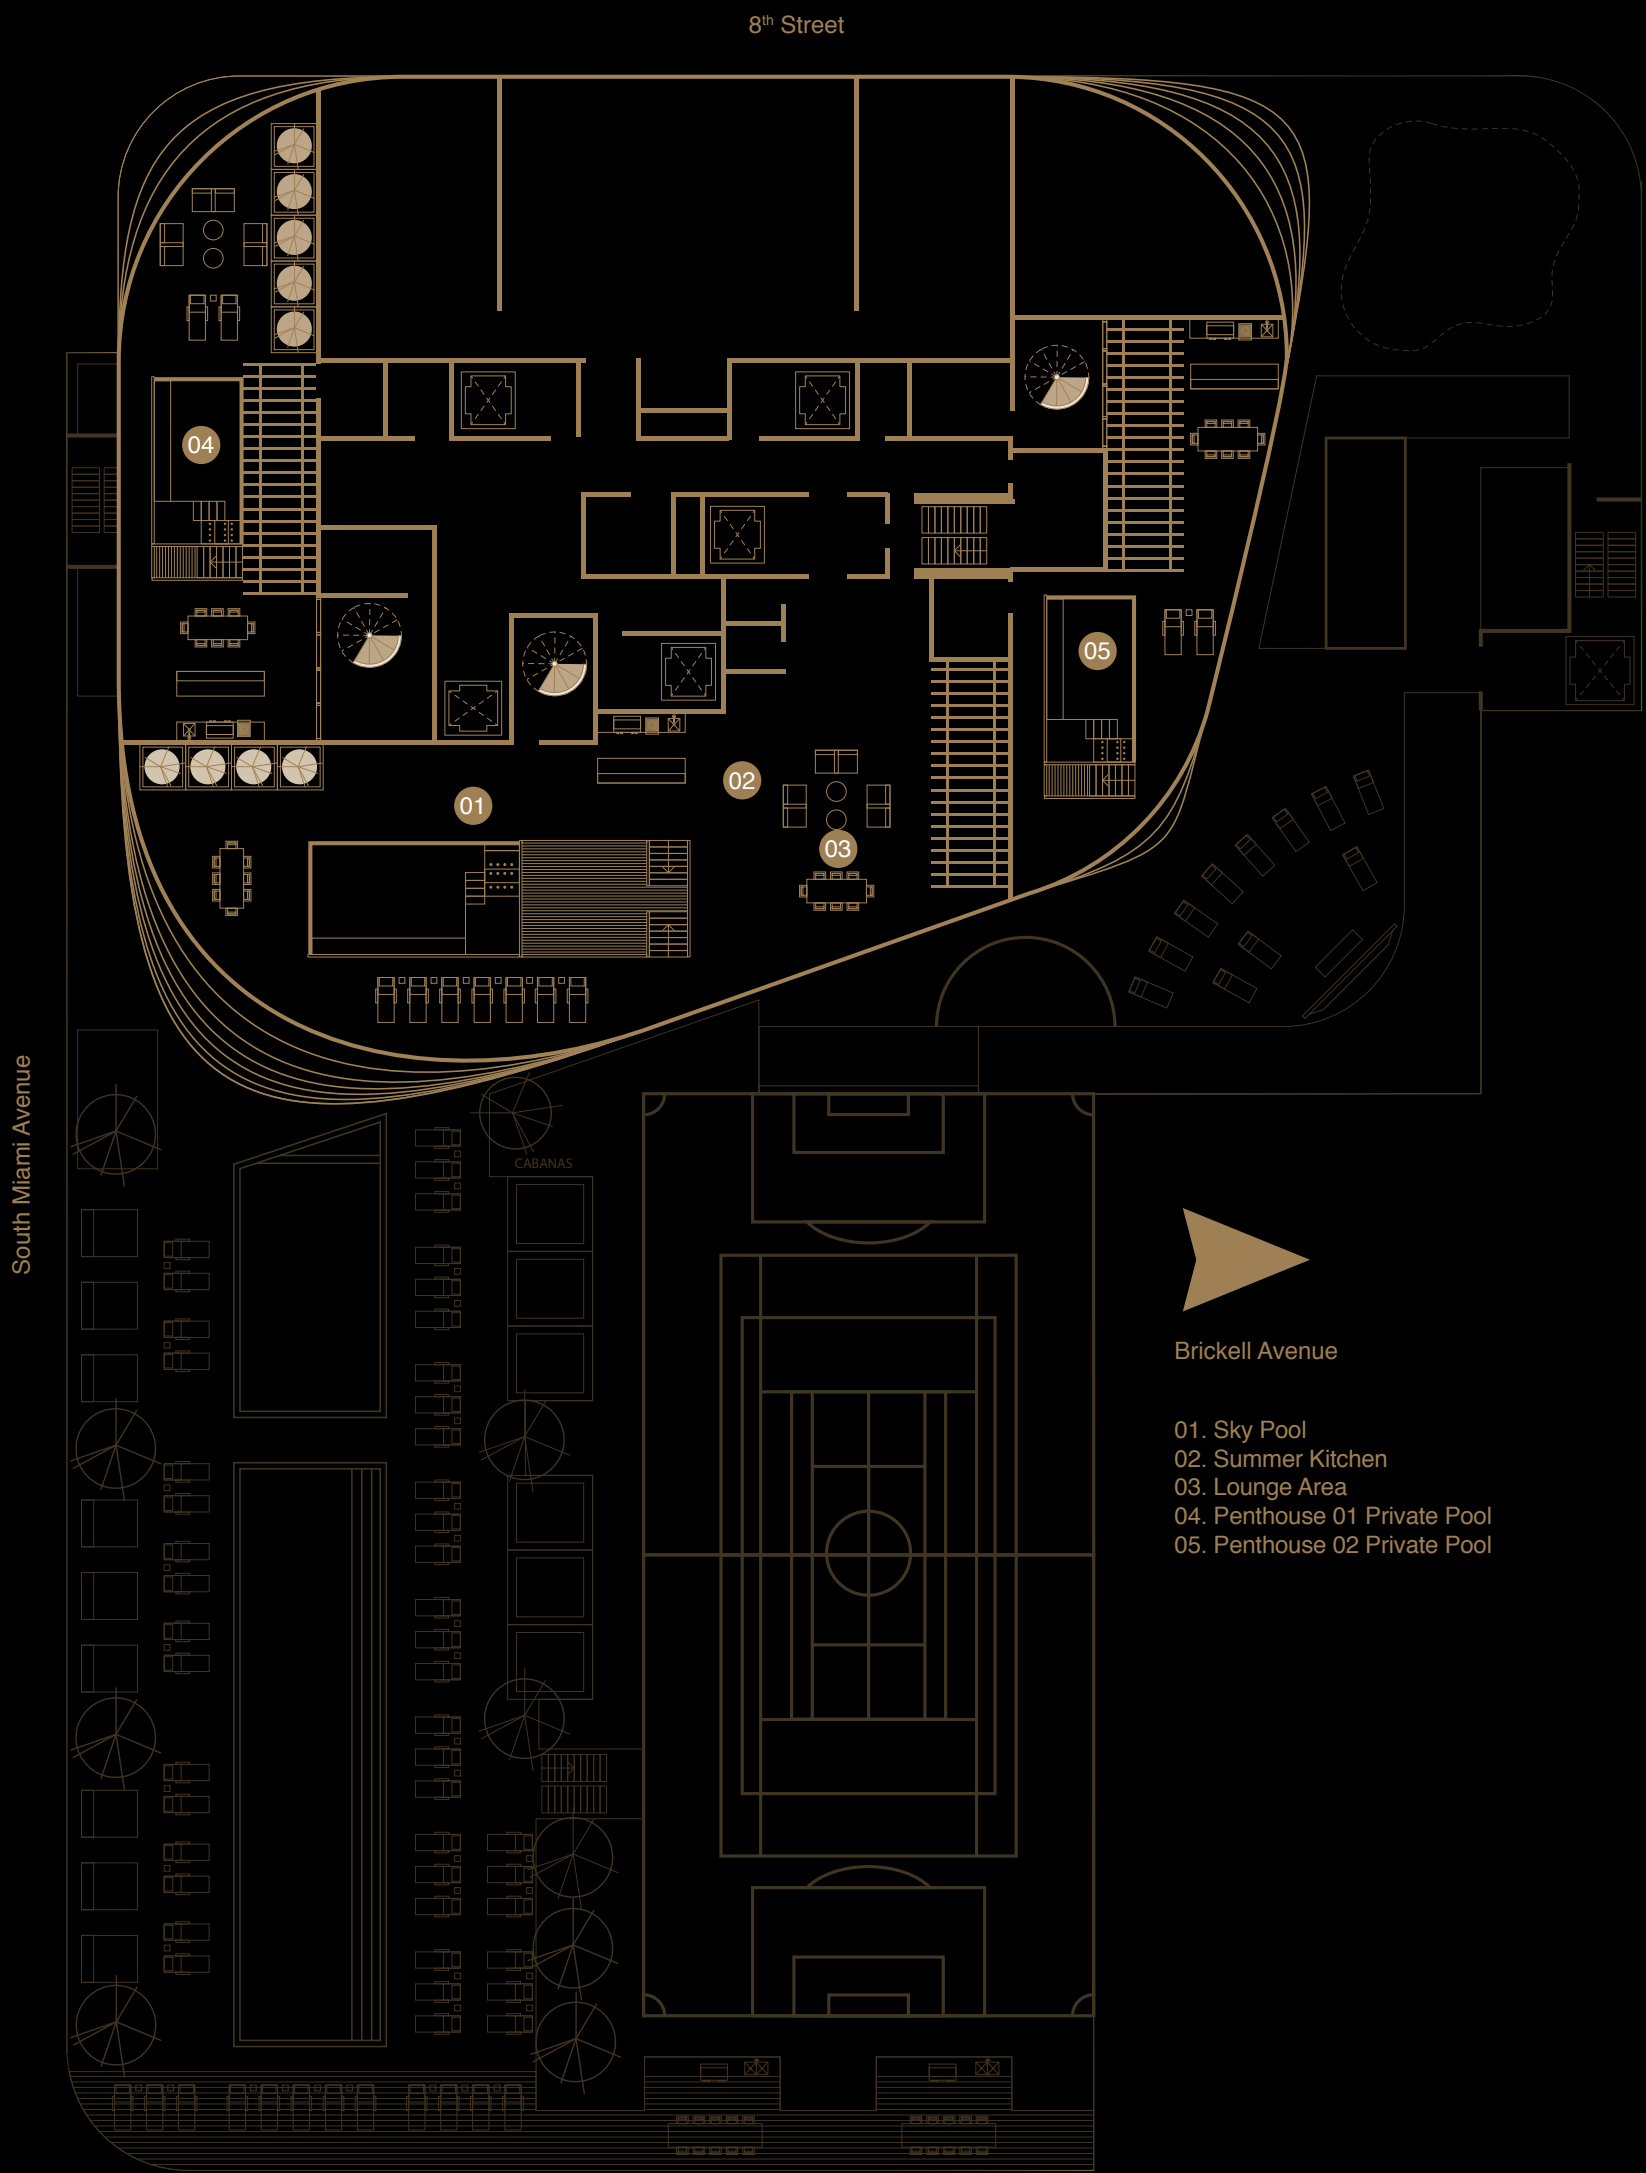 8th Street
04
05
02
01
03
South Miami Avenue
CABANAS
Brickell Avenue
01. Sky Pool
02. Summer Kitchen
03. Lounge Area
04. Penthouse 01 Private Pool
05. Penthouse 02 Private Pool